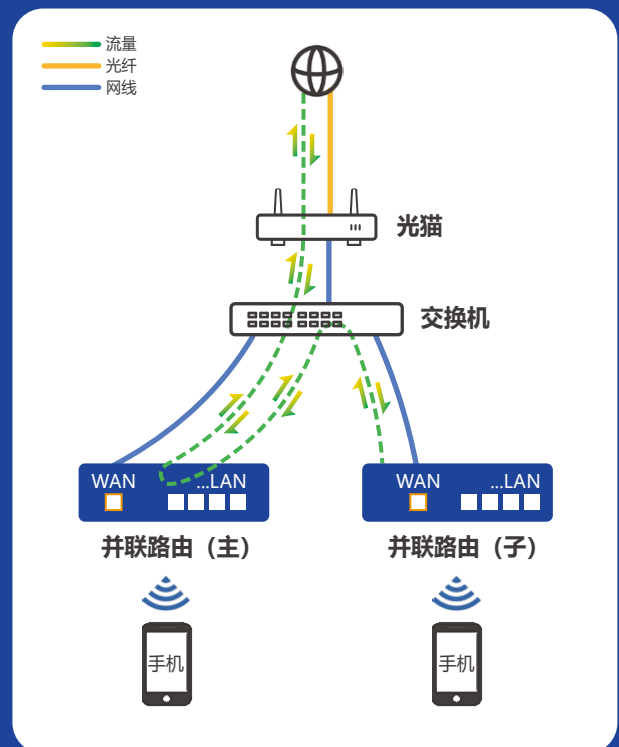 流量
光纤
网线
光猫
交换机
WAN ...LAN
WAN ...LAN
并联路由（主）
并联路由（子）
手机
手机